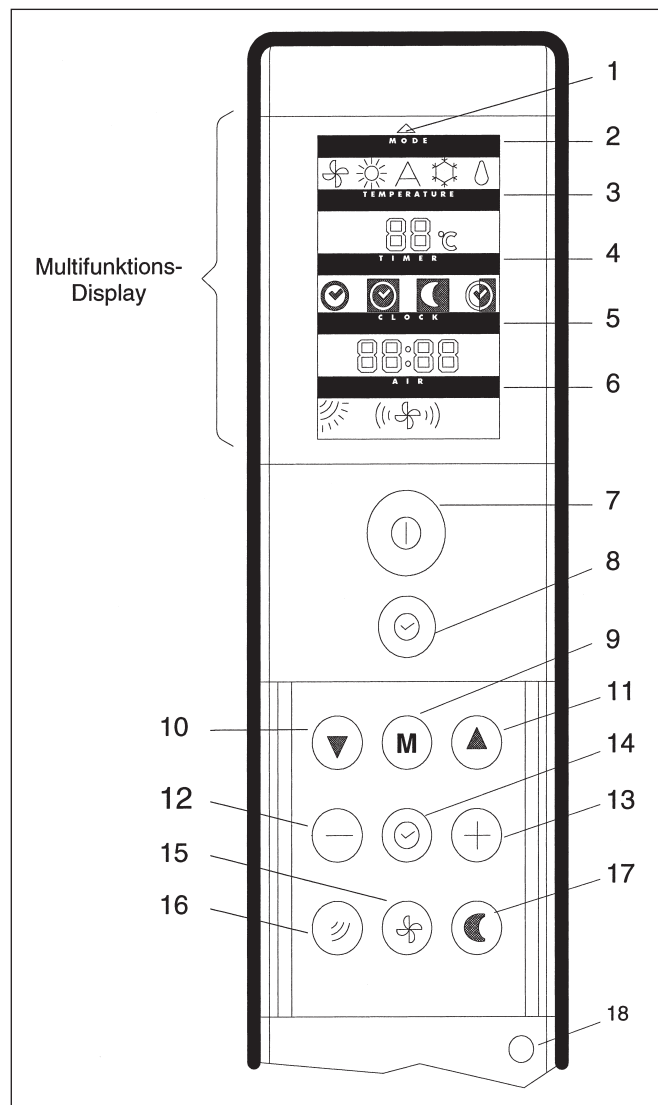 1
MODE
2
TEMPERATURE
3
88 °C
TIMER
4
Multifunktions-
Display
CLOCK
5
88:88
AIR
6
7
8
9
10
M
11
14
12
13
15
17
16
18